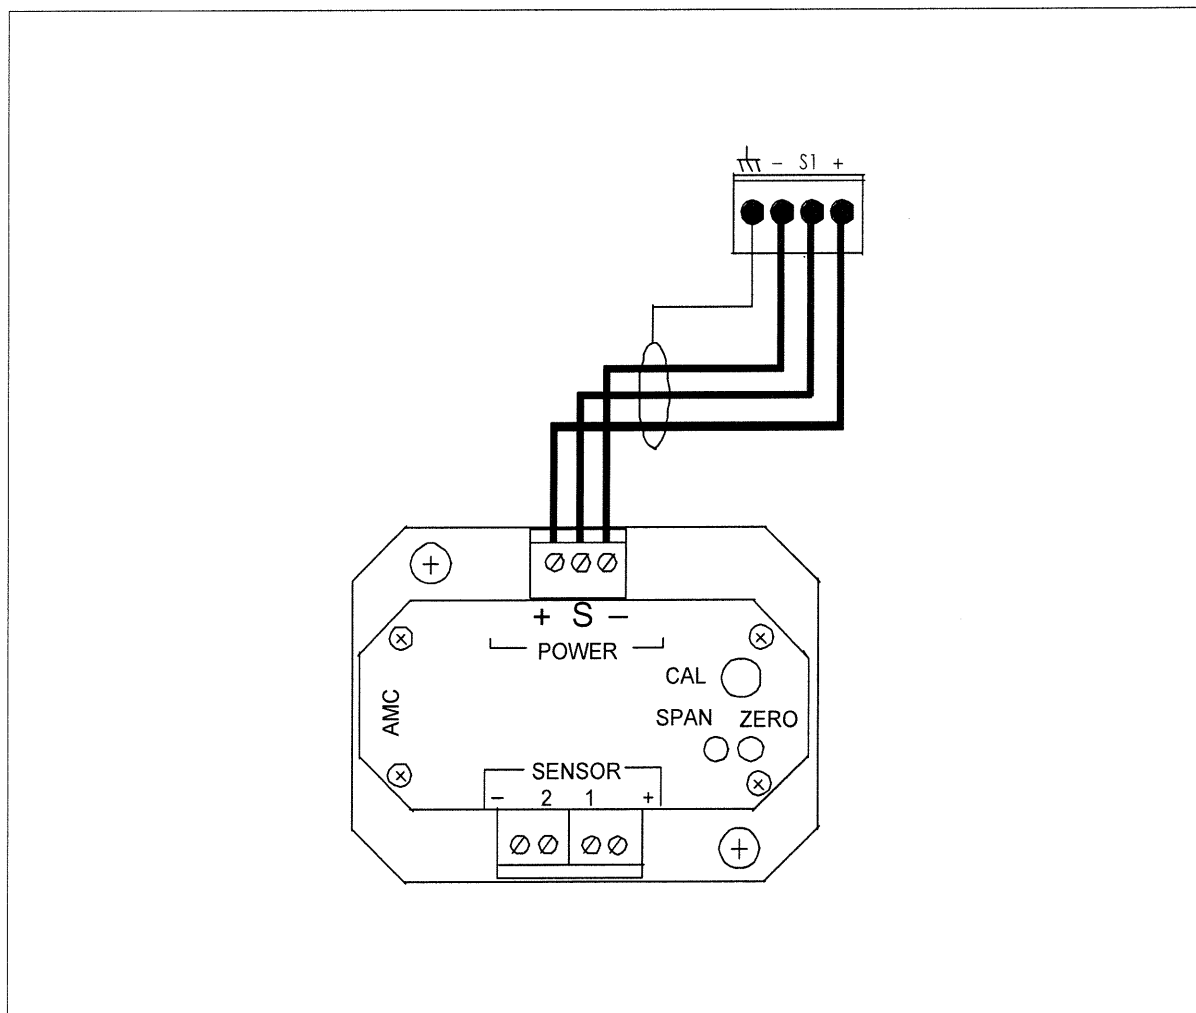 − S1 +
+ S −
POWER
CAL
AMC
SPAN ZERO
SENSOR
− 2 1 +